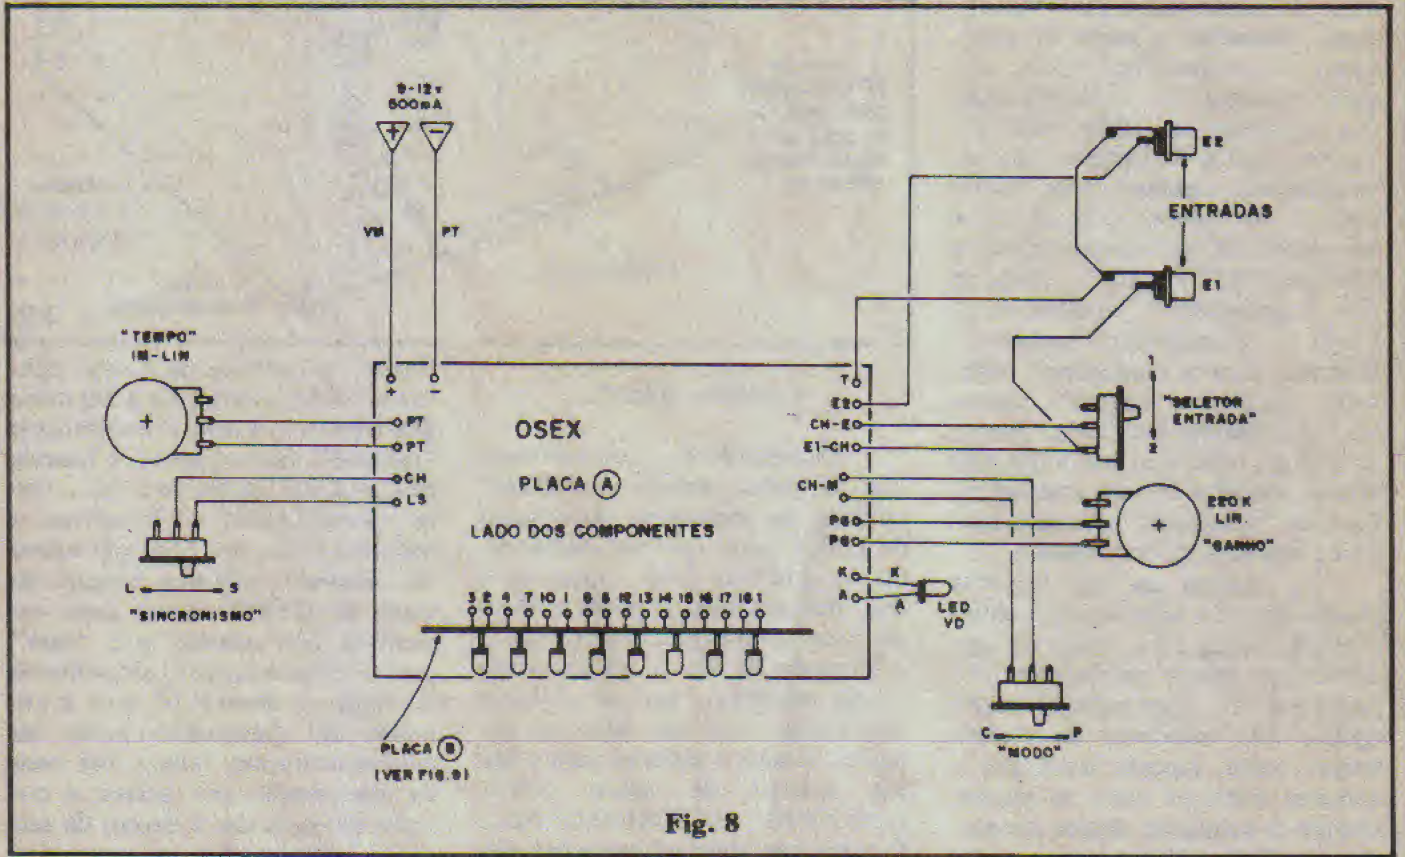 9-12v
500mA
+
-
VM
PT
E2
ENTRADAS
E1
"TEMPO"
1M-LIN.
+
+
-
T
E2
CH-E
E1-CH
CH-M
PG
PG
K
A
PT
PT
CH
LS
OSEX
PLACA A
LADO DOS COMPONENTES
1
"SELETOR
ENTRADA"
2
220K
LIN.
"GANHO"
+
K
A
LED
VD
L S
"SINCRONISMO"
3 2 4 7 10 1 12 13 14 15 16 17 18 1
C P
"MODO"
PLACA B
(VER FIG.9)
Fig. 8